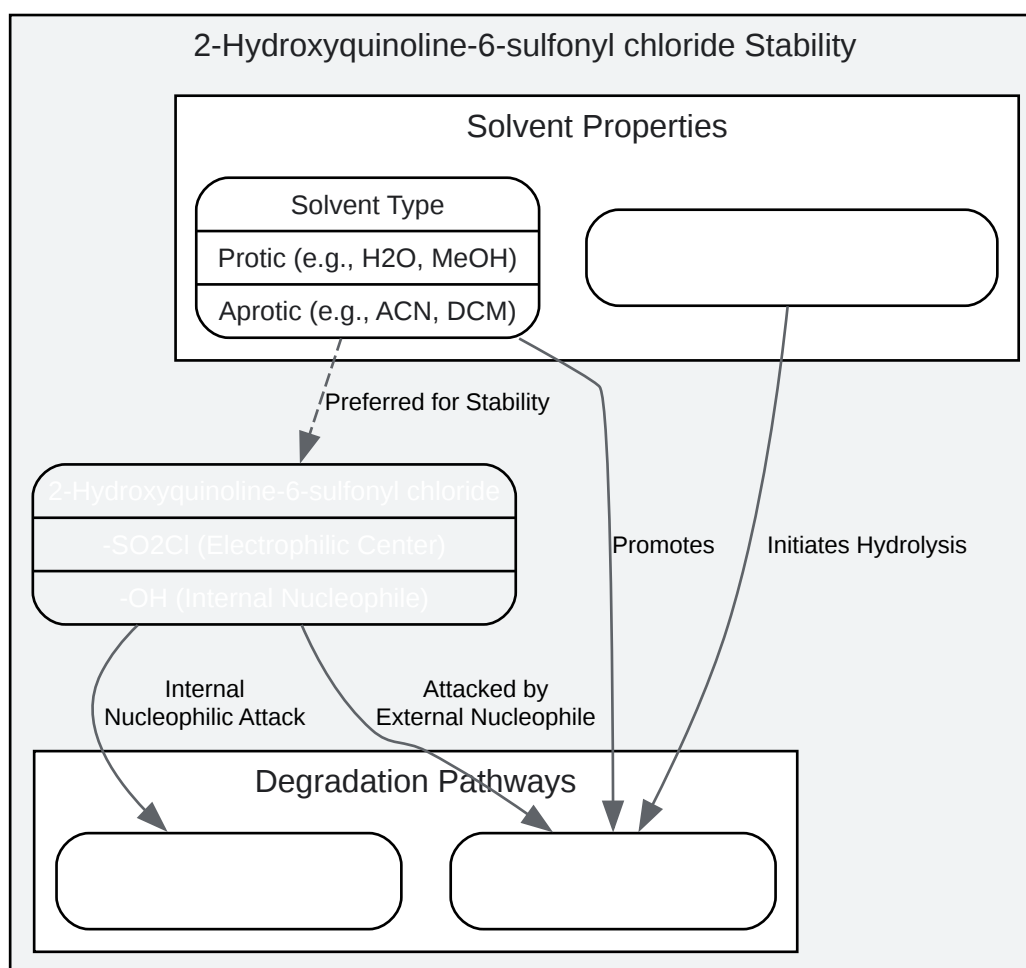 2-Hydroxyquinoline-6-sulfonyl chloride Stability
Solvent Properties
Solvent Type
Protic (e.g., H2O, MeOH)
Aprotic (e.g., ACN, DCM)
Preferred for Stability
2-Hydroxyquinoline-6-sulfonyl chloride
-SO2Cl (Electrophilic Center)
-OH (Internal Nucleophile)
Promotes
Initiates Hydrolysis
Internal
Nucleophilic Attack
Attacked by
External Nucleophile
Degradation Pathways